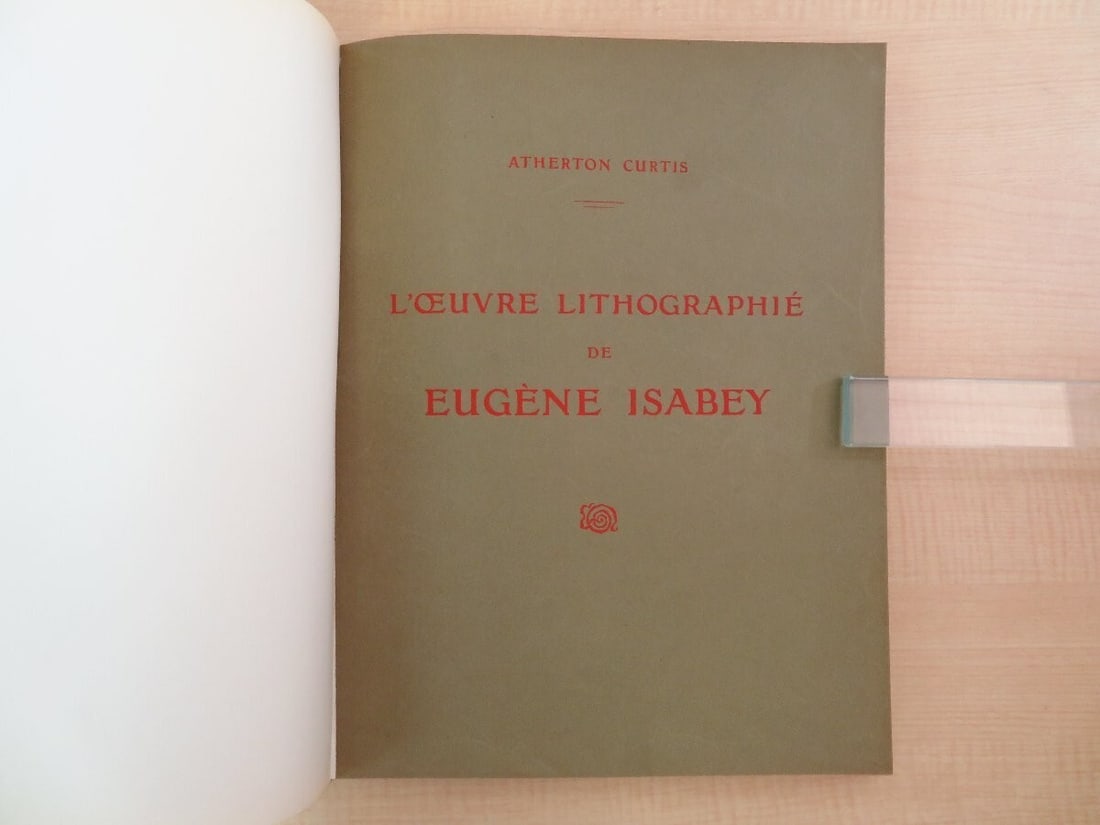 ATHERTON CURTIS
L'ŒUVRE LITHOGRAPHIÉ
DE
EUGÈNE ISABEY